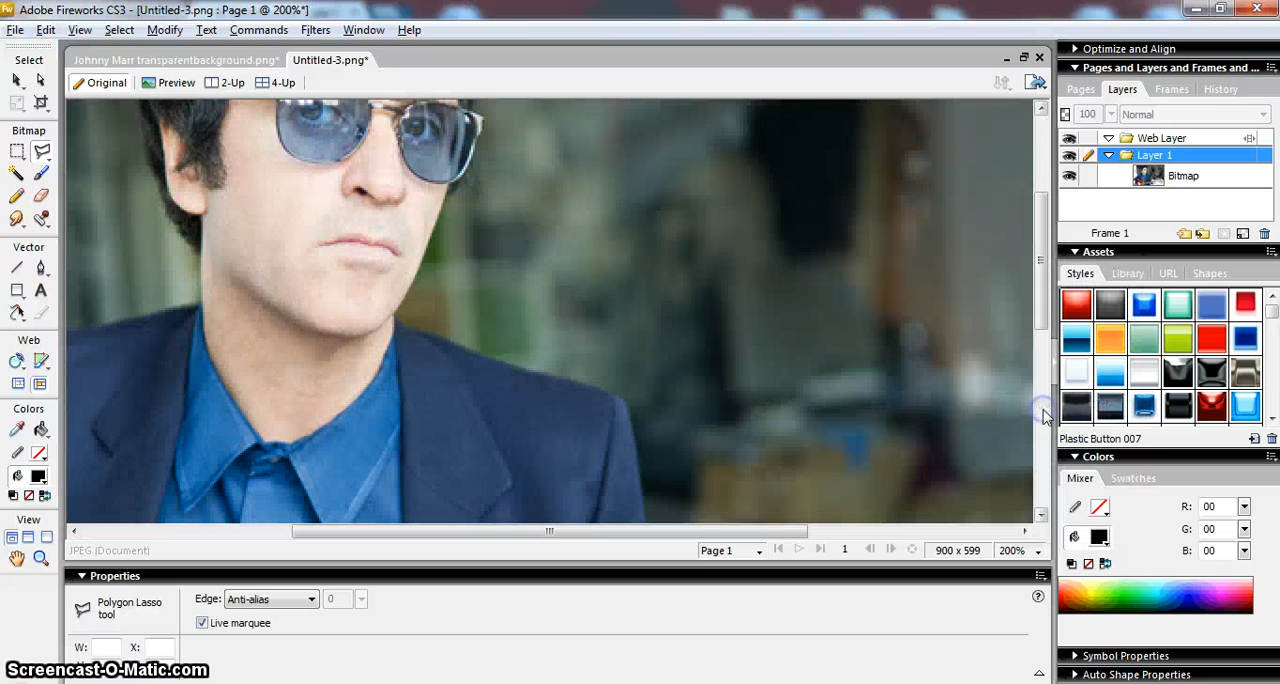 Adobe Fireworks CS3 - [Untitled-3.png : Page 1 @ 200%*]
File Edit View Select Modify Text Commands Filters Window Help
Select
Bitmap
Vector
Web
Colors
View
Johnny Marr transparentbackground.png* Untitled-3.png*
Original Preview 2-Up 4-Up
JPEG (Document) Page 1 1 900 x 599 200%
Properties
Polygon Lasso tool
Edge: Anti-alias 0
Live marquee
W: X:
Optimize and Align
Pages and Layers and Frames and ...
Pages Layers Frames History
100 Normal
Web Layer
Layer 1
Bitmap
Frame 1
Assets
Styles Library URL Shapes
Plastic Button 007
Colors
Mixer Swatches
R: 00
G: 00
B: 00
Symbol Properties
Auto Shape Properties
Screencast-O-Matic.com